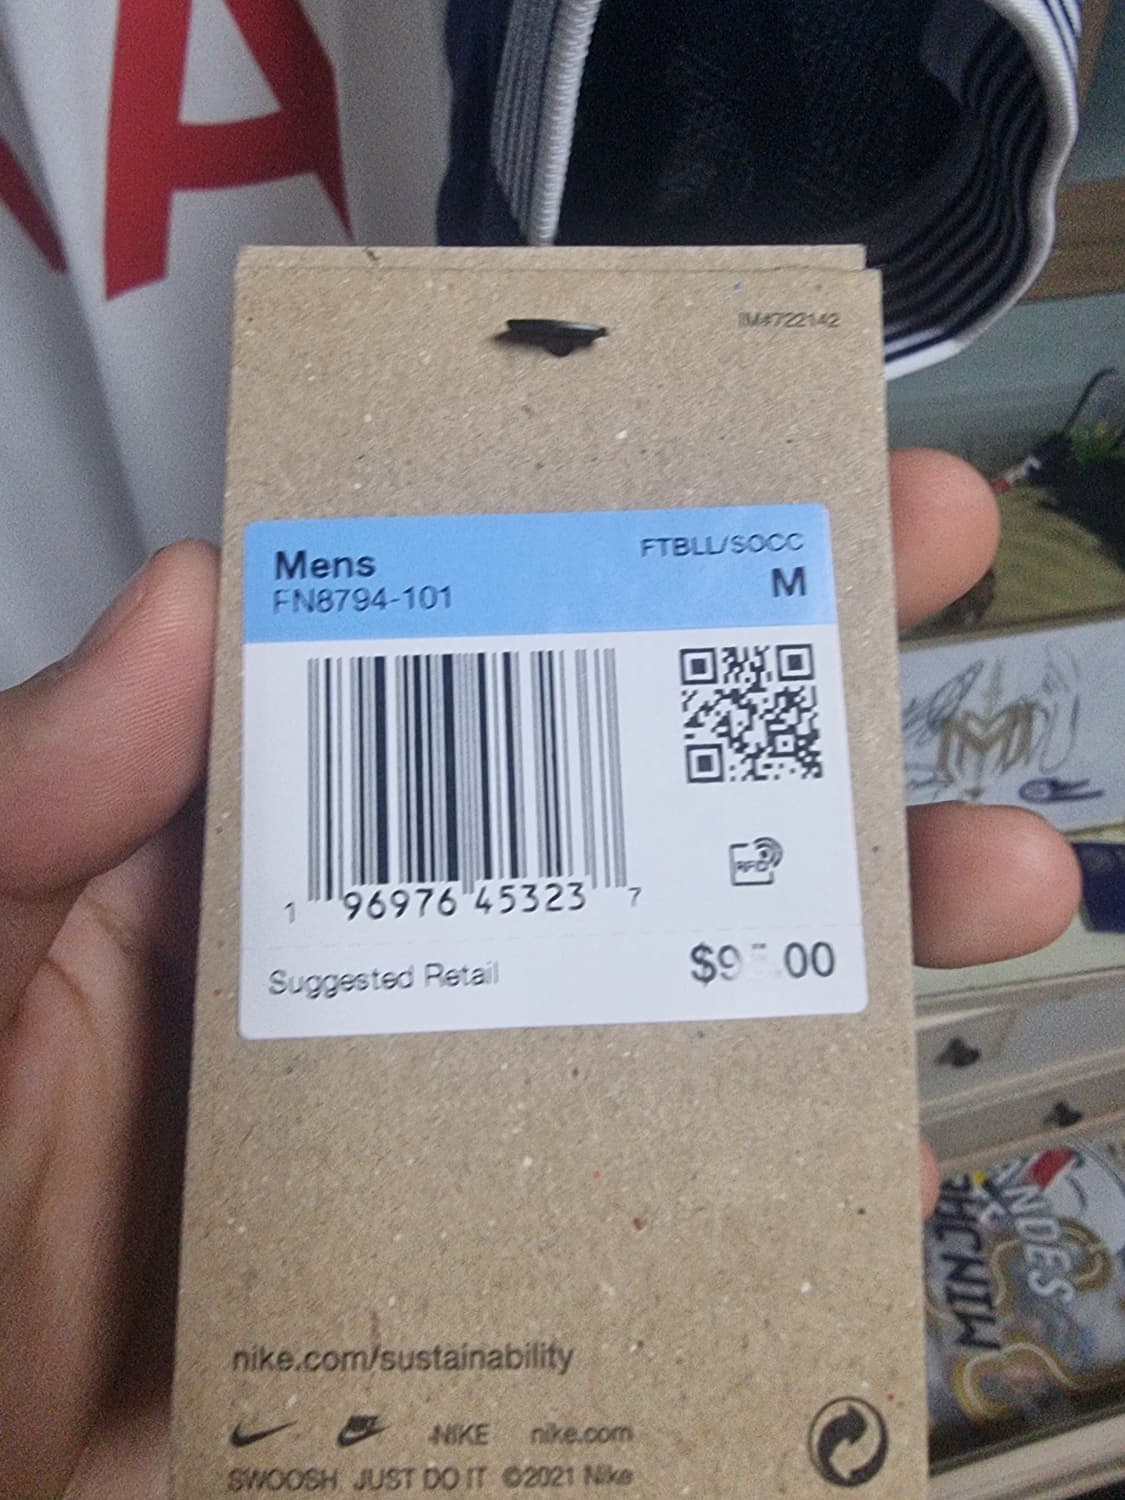 A
IM#722142
Mens
FTBLL/SOCC
FN8794-101
M
RFID
1 96976 45323 7
Suggested Retail
nike.com/sustainability
NIKE nike.com
SWOOSH JUST DO IT ©2021 Nike